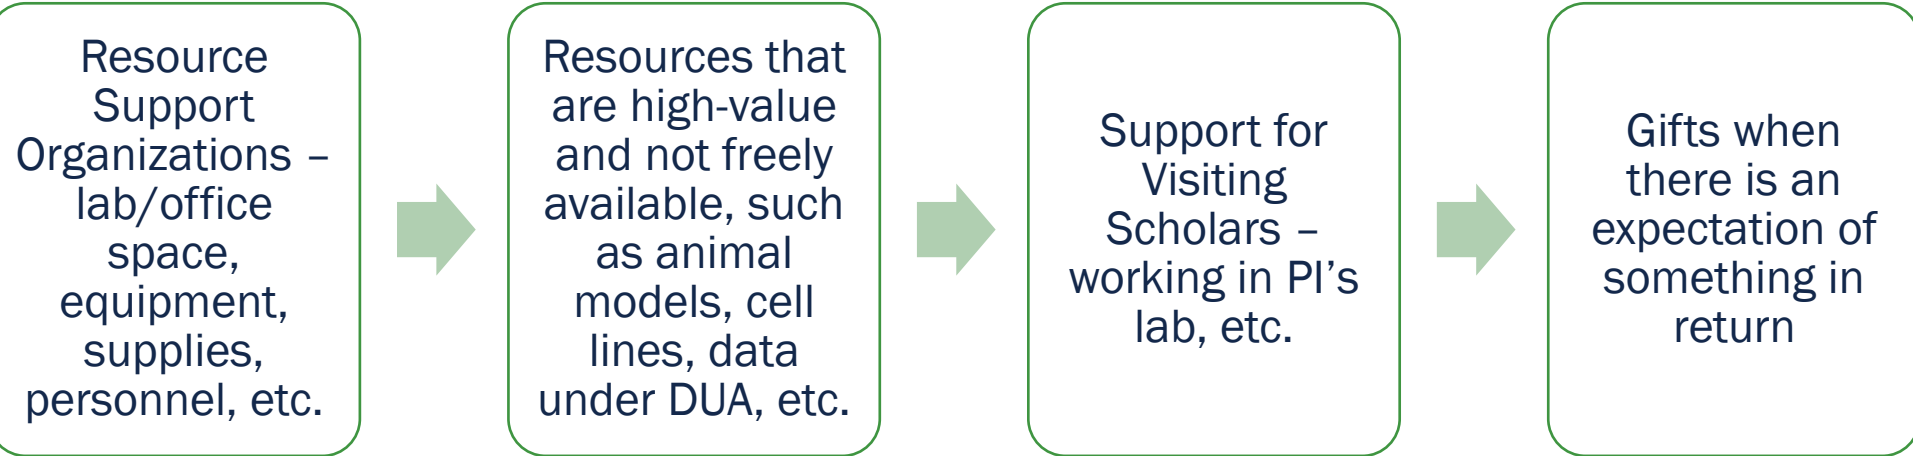 Resource
Support
Organizations –
lab/office
space,
equipment,
supplies,
personnel, etc.
Resources that
are high-value
and not freely
available, such
as animal
models, cell
lines, data
under DUA, etc.
Support for
Visiting
Scholars –
working in PI’s
lab, etc.
Gifts when
there is an
expectation of
something in
return